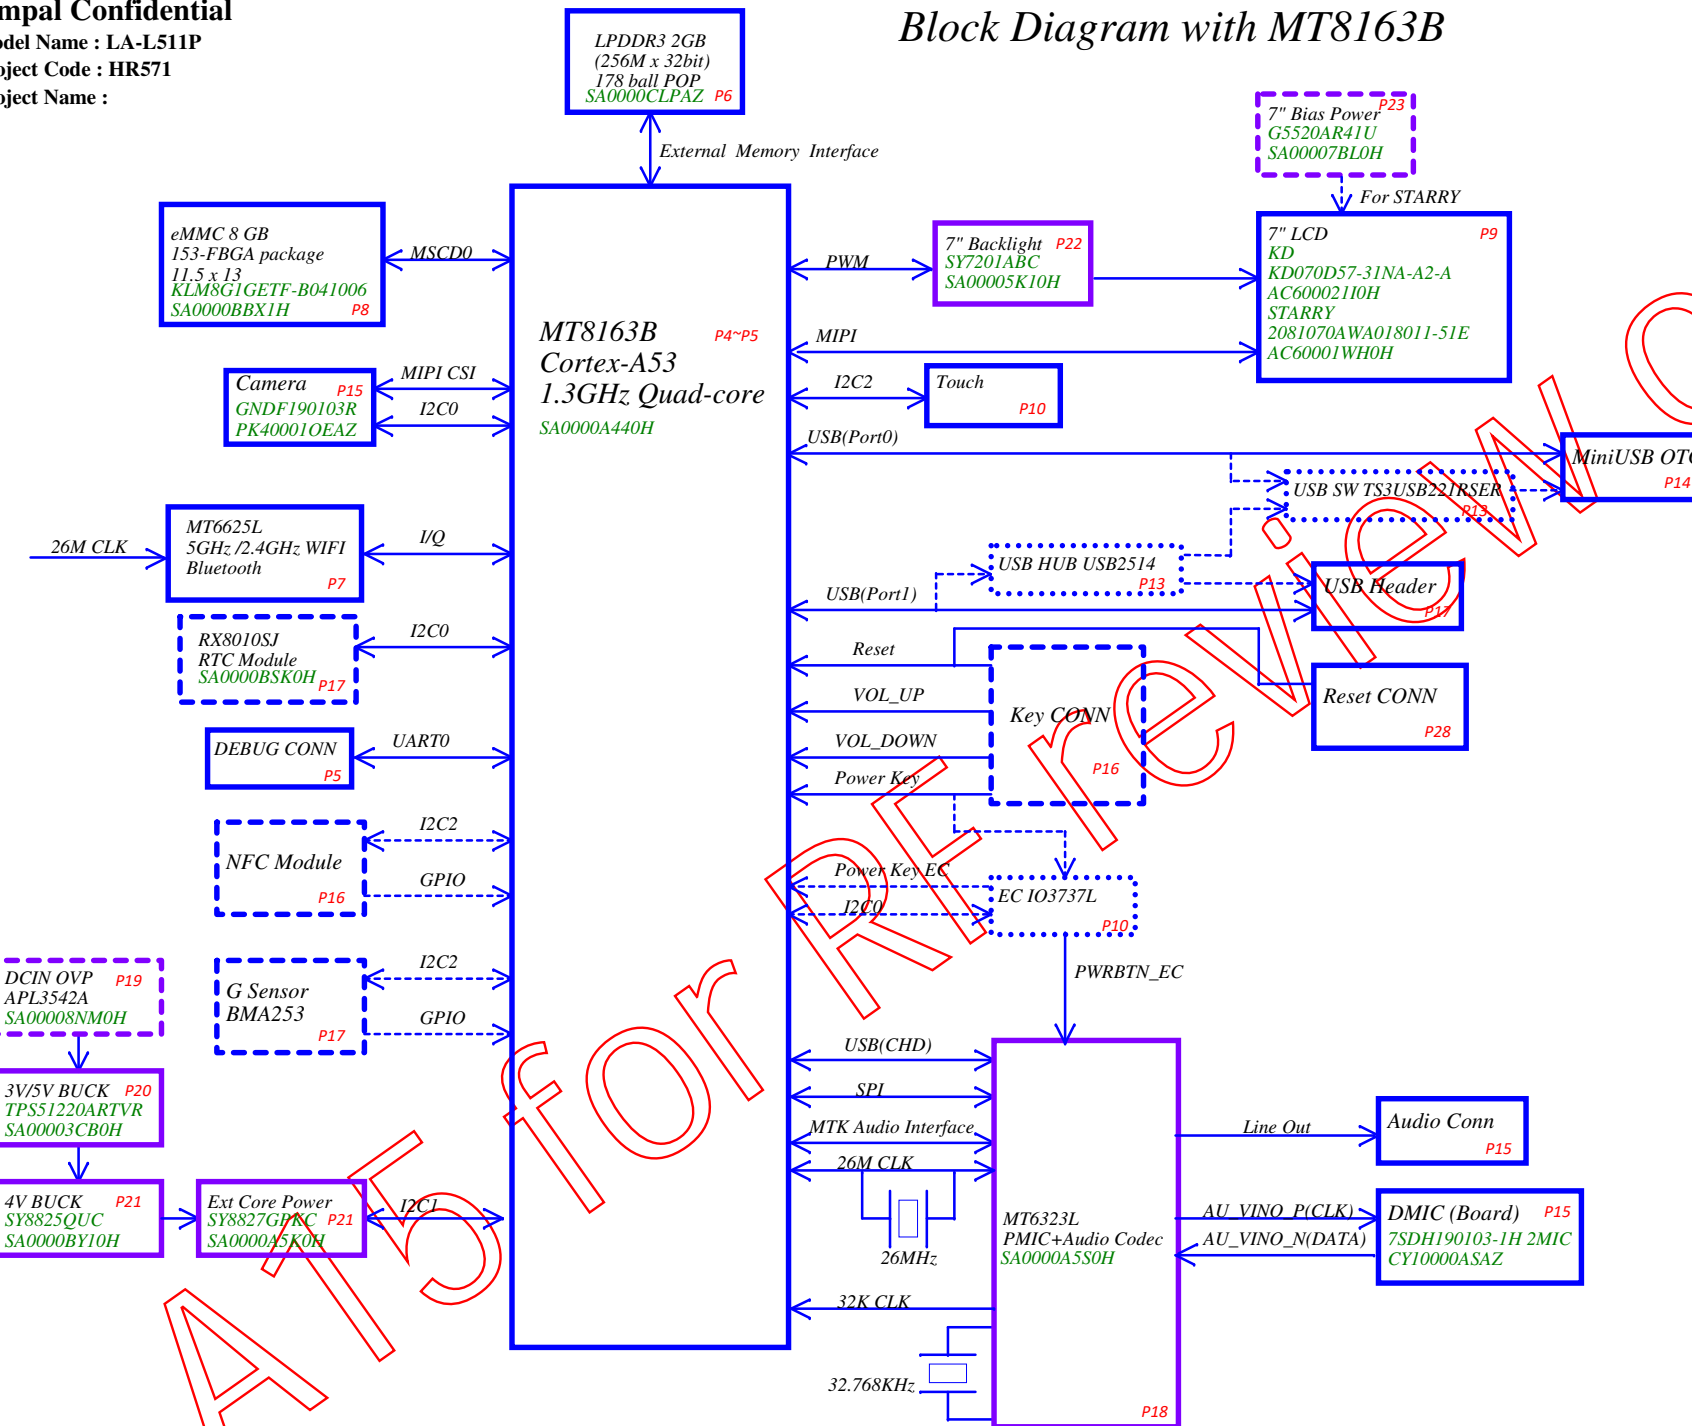 mpal Confidential
odel Name : LA-L511P
oject Code : HR571
oject Name :
Block Diagram with MT8163B
LPDDR3 2GB
(256M x 32bit)
178 ball POP
SA0000CLPAZ P6
External Memory Interface
7" Bias Power P23
G5520AR41U
SA00007BL0H
For STARRY
eMMC 8 GB
153-FBGA package
11.5 x 13
KLM8G1GETF-B041006
SA0000BBX1H P8
MSCD0
MT8163B P4~P5
Cortex-A53
1.3GHz Quad-core
SA0000A440H
PWM
7" Backlight P22
SY7201ABC
SA00005K10H
7" LCD P9
KD
KD070D57-31NA-A2-A
AC600021I0H
STARRY
2081070AWA018011-51E
AC60001WH0H
MIPI
Camera P15
GNDF190103R
PK40001OEAZ
MIPI CSI
I2C0
I2C2
Touch
P10
USB(Port0)
MiniUSB OTG
P14
USB SW TS3USB221RSER
P13
26M CLK
MT6625L
5GHz /2.4GHz WIFI
Bluetooth
P7
I/Q
USB HUB USB2514
P13
USB(Port1)
USB Header
P17
RX8010SJ
RTC Module
SA0000BSK0H P17
I2C0
Reset
VOL_UP
VOL_DOWN
Power Key
Key CONN
P16
Reset CONN
P28
DEBUG CONN
P5
UART0
NFC Module
P16
I2C2
GPIO
Power Key EC
I2C0
EC IO3737L
P10
PWRBTN_EC
DCIN OVP P19
APL3542A
SA00008NM0H
G Sensor
BMA253
P17
I2C2
GPIO
3V/5V BUCK P20
TPS51220ARTVR
SA00003CB0H
4V BUCK P21
SY8825QUC
SA0000BY10H
Ext Core Power
SY8827GPKC P21
SA0000A5K0H
I2C1
USB(CHD)
SPI
MTK Audio Interface
26M CLK
26MHz
32K CLK
32.768KHz
MT6323L
PMIC+Audio Codec
SA0000A5S0H
P18
Line Out
Audio Conn
P15
AU_VINO_P(CLK)
AU_VINO_N(DATA)
DMIC (Board) P15
7SDH190103-1H 2MIC
CY10000ASAZ
A15 for RF review